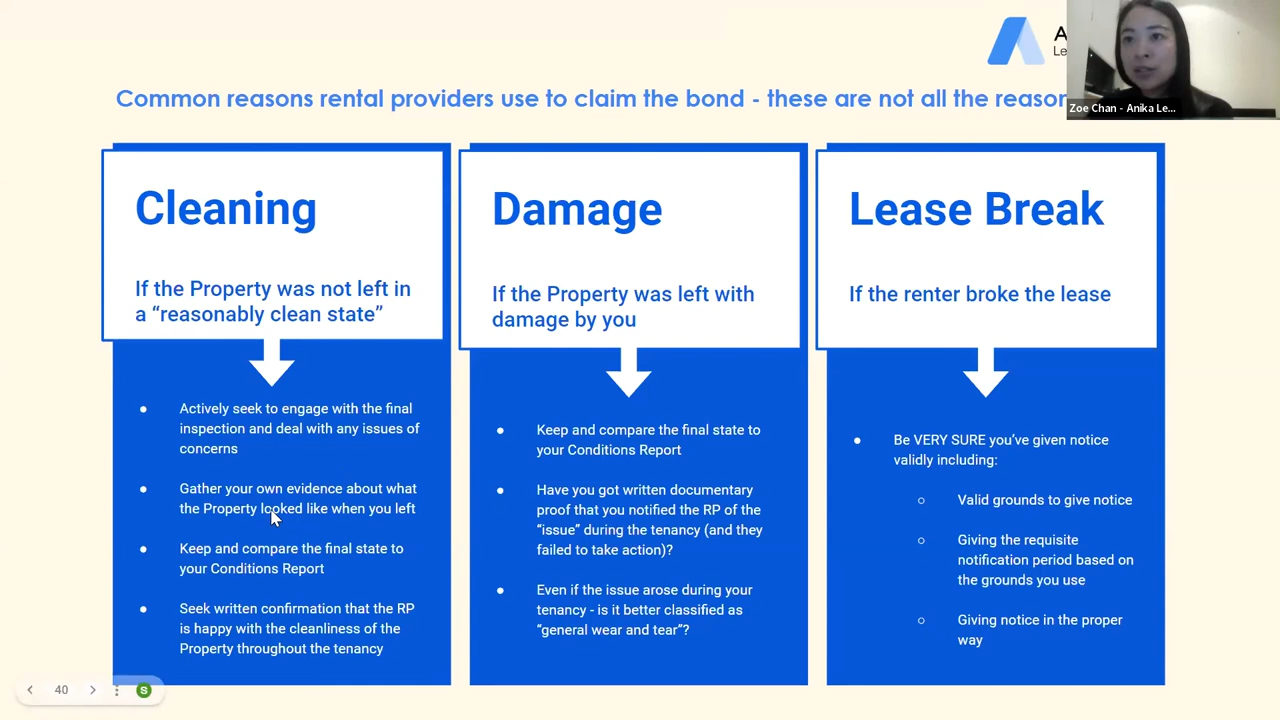 A
Le
Zoe Chan - Anika Le...
Common reasons rental providers use to claim the bond - these are not all the reason
Cleaning
If the Property was not left in
a “reasonably clean state”
Actively seek to engage with the final
inspection and deal with any issues of
concerns
Gather your own evidence about what
the Property looked like when you left
Keep and compare the final state to
your Conditions Report
Seek written confirmation that the RP
is happy with the cleanliness of the
Property throughout the tenancy
Damage
If the Property was left with
damage by you
Keep and compare the final state to
your Conditions Report
Have you got written documentary
proof that you notified the RP of the
“issue” during the tenancy (and they
failed to take action)?
Even if the issue arose during your
tenancy - is it better classified as
“general wear and tear”?
Lease Break
If the renter broke the lease
Be VERY SURE you’ve given notice
validly including:
Valid grounds to give notice
Giving the requisite
notification period based on
the grounds you use
Giving notice in the proper
way
40
S